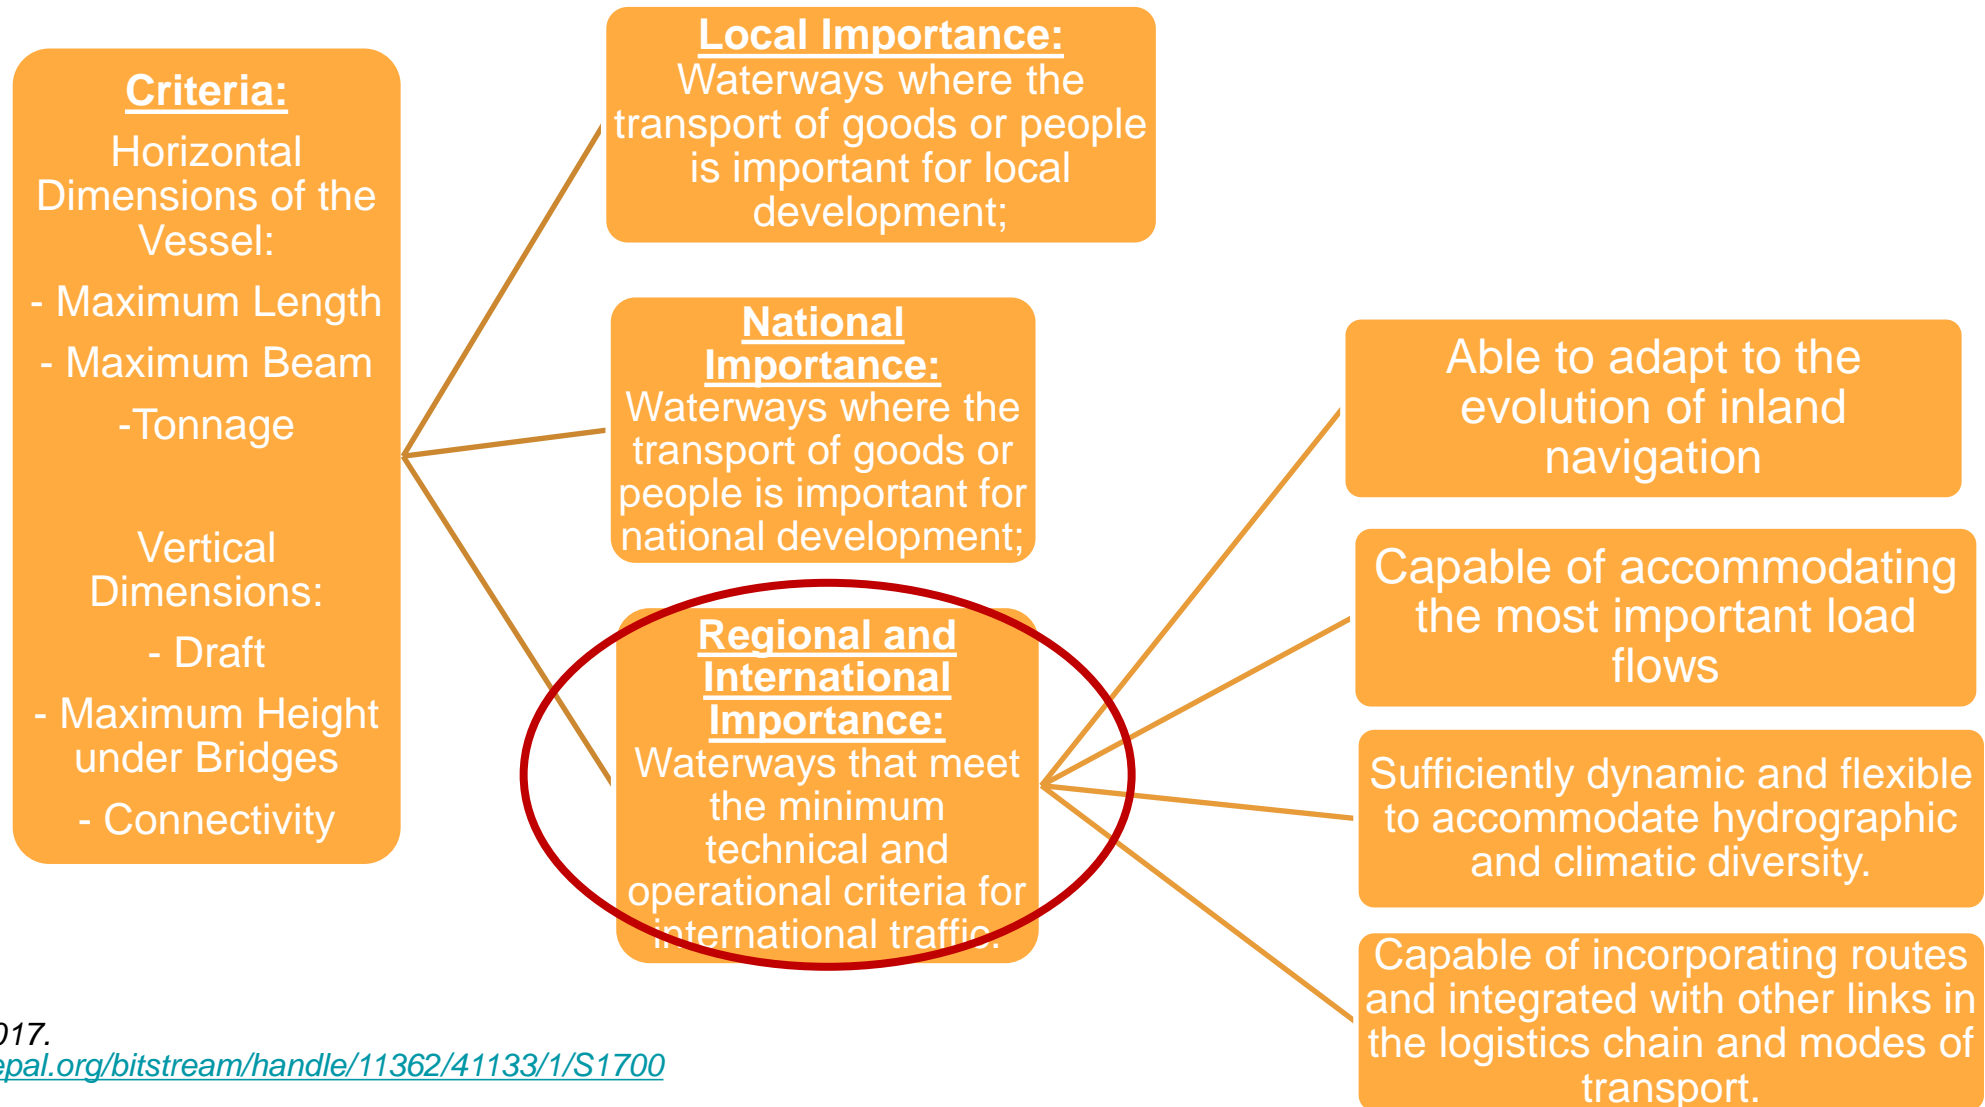 Criteria:
Horizontal
Dimensions of the
Vessel:
- Maximum Length
- Maximum Beam
-Tonnage
Vertical
Dimensions:
- Draft
- Maximum Height
under Bridges
- Connectivity
Local Importance:
Waterways where the
transport of goods or people
is important for local
development;
National
Importance:
Waterways where the
transport of goods or
people is important for
national development;
Regional and
International
Importance:
Waterways that meet
the minimum
technical and
operational criteria for
international traffic.
Able to adapt to the
evolution of inland
navigation
Capable of accommodating
the most important load
flows
Sufficiently dynamic and flexible
to accommodate hydrographic
and climatic diversity.
Capable of incorporating routes
and integrated with other links in
the logistics chain and modes of
transport.
017.
epal.org/bitstream/handle/11362/41133/1/S1700